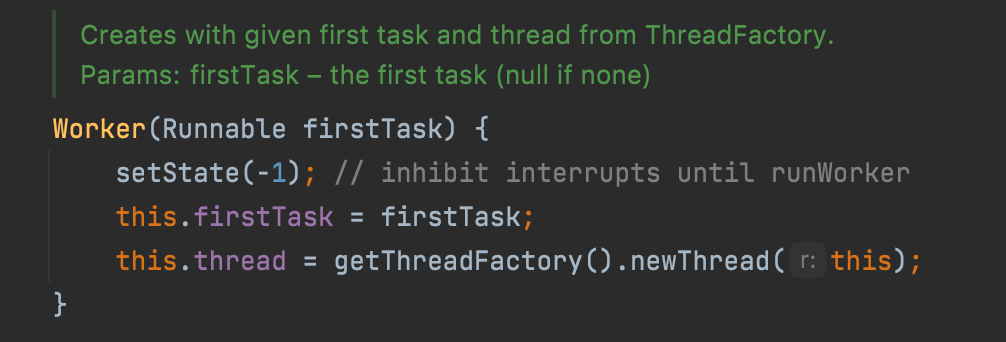 Creates with given first task and thread from ThreadFactory.
Params: firstTask – the first task (null if none)
Worker(Runnable firstTask) {
    setState(-1); // inhibit interrupts until runWorker
    this.firstTask = firstTask;
    this.thread = getThreadFactory().newThread( r: this);
}